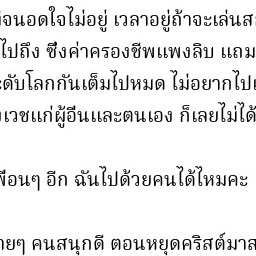 จนอดใจไม่อยู่ เวลาอยู่ถ้าจะเล่น
ไปถึง ซึ่งค่าครองชีพแพงลิบ แถม
ดับโลกกันเต็มไปหมด ไม่อยากไป
เวชแก่ผู้อื่นและตนเอง ก็เลยไม่ได้
พื่อนๆ อีก ฉันไปด้วยคนได้ไหมคะ
ายๆ คนสนุกดี ตอนหยุดคริสต์มาส